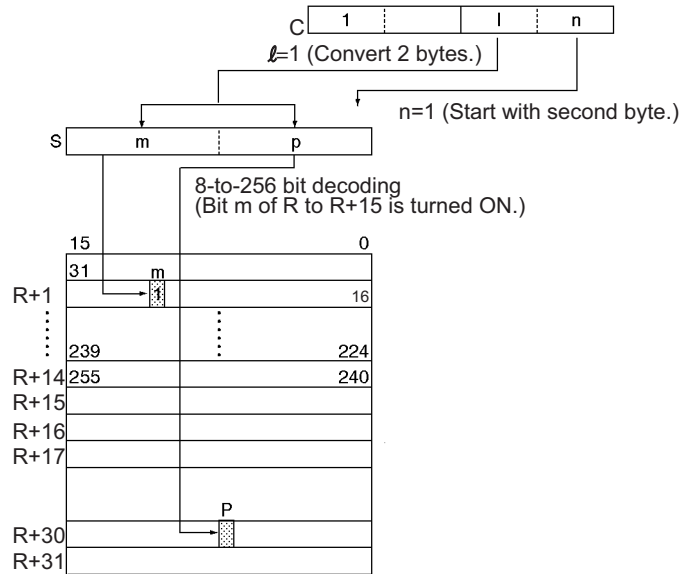 C 1 l n
ℓ=1 (Convert 2 bytes.)
n=1 (Start with second byte.)
S m p
8-to-256 bit decoding
(Bit m of R to R+15 is turned ON.)
15 0
31 m
R+1 1 16
239 224
R+14 255 240
R+15
R+16
R+17
P
R+30
R+31